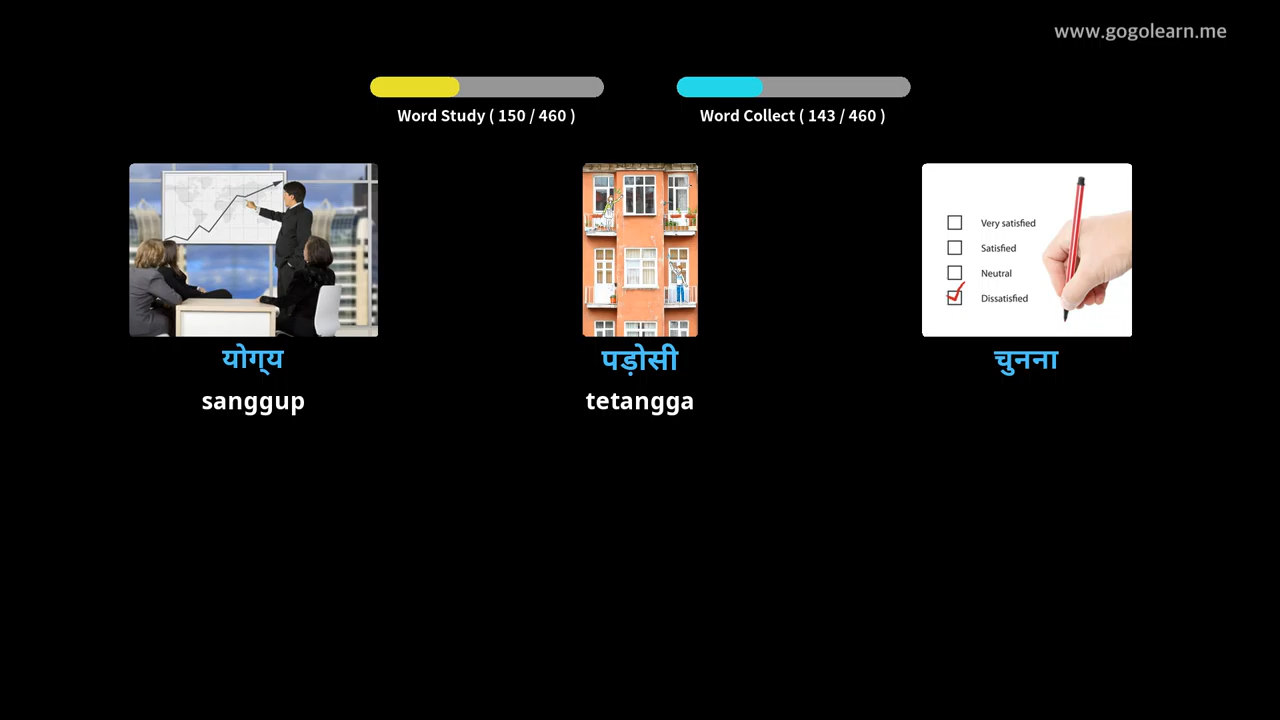 www.gogolearn.me
Word Study ( 150 / 460 )
Word Collect ( 143 / 460 )
Very satisfied
Satisfied
Neutral
Dissatisfied
योग्य
पड़ोसी
चुनना
sanggup
tetangga